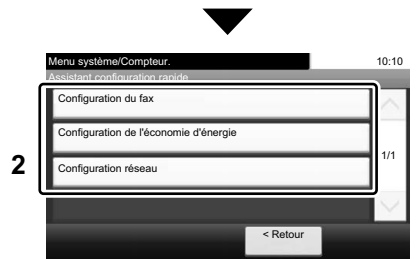 Menu système/Compteur. 10:10
Assistant configuration rapide
Configuration du fax
Configuration de l'économie d'énergie
1/1
2
Configuration réseau
< Retour